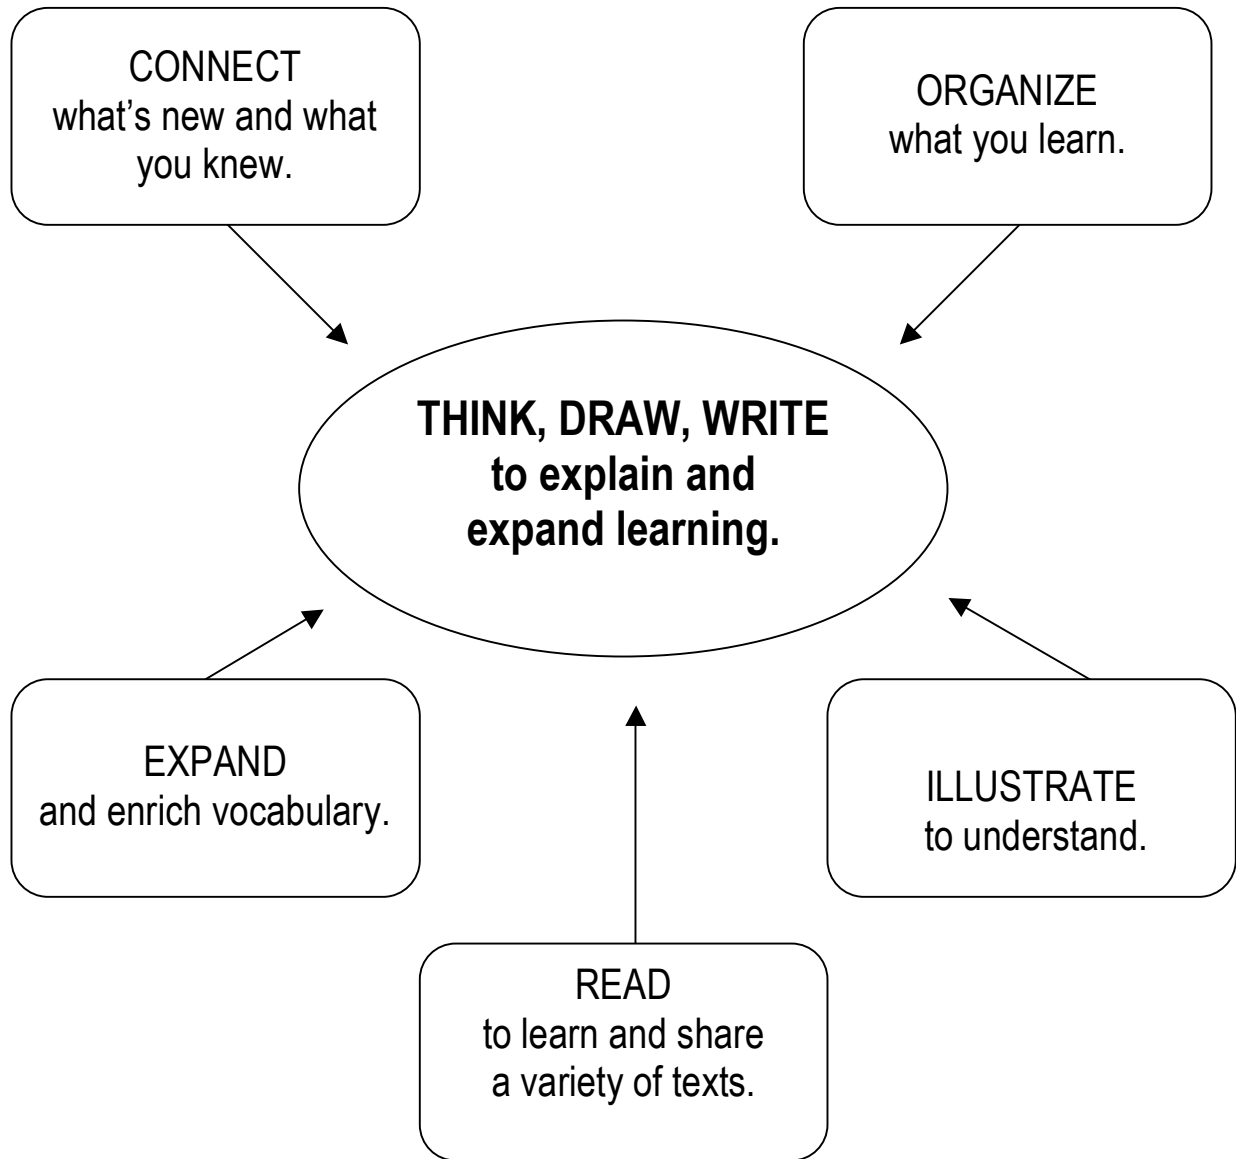 CONNECT
what's new and what
you knew.
ORGANIZE
what you learn.
THINK, DRAW, WRITE
to explain and
expand learning.
EXPAND
and enrich vocabulary.
ILLUSTRATE
to understand.
READ
to learn and share
a variety of texts.